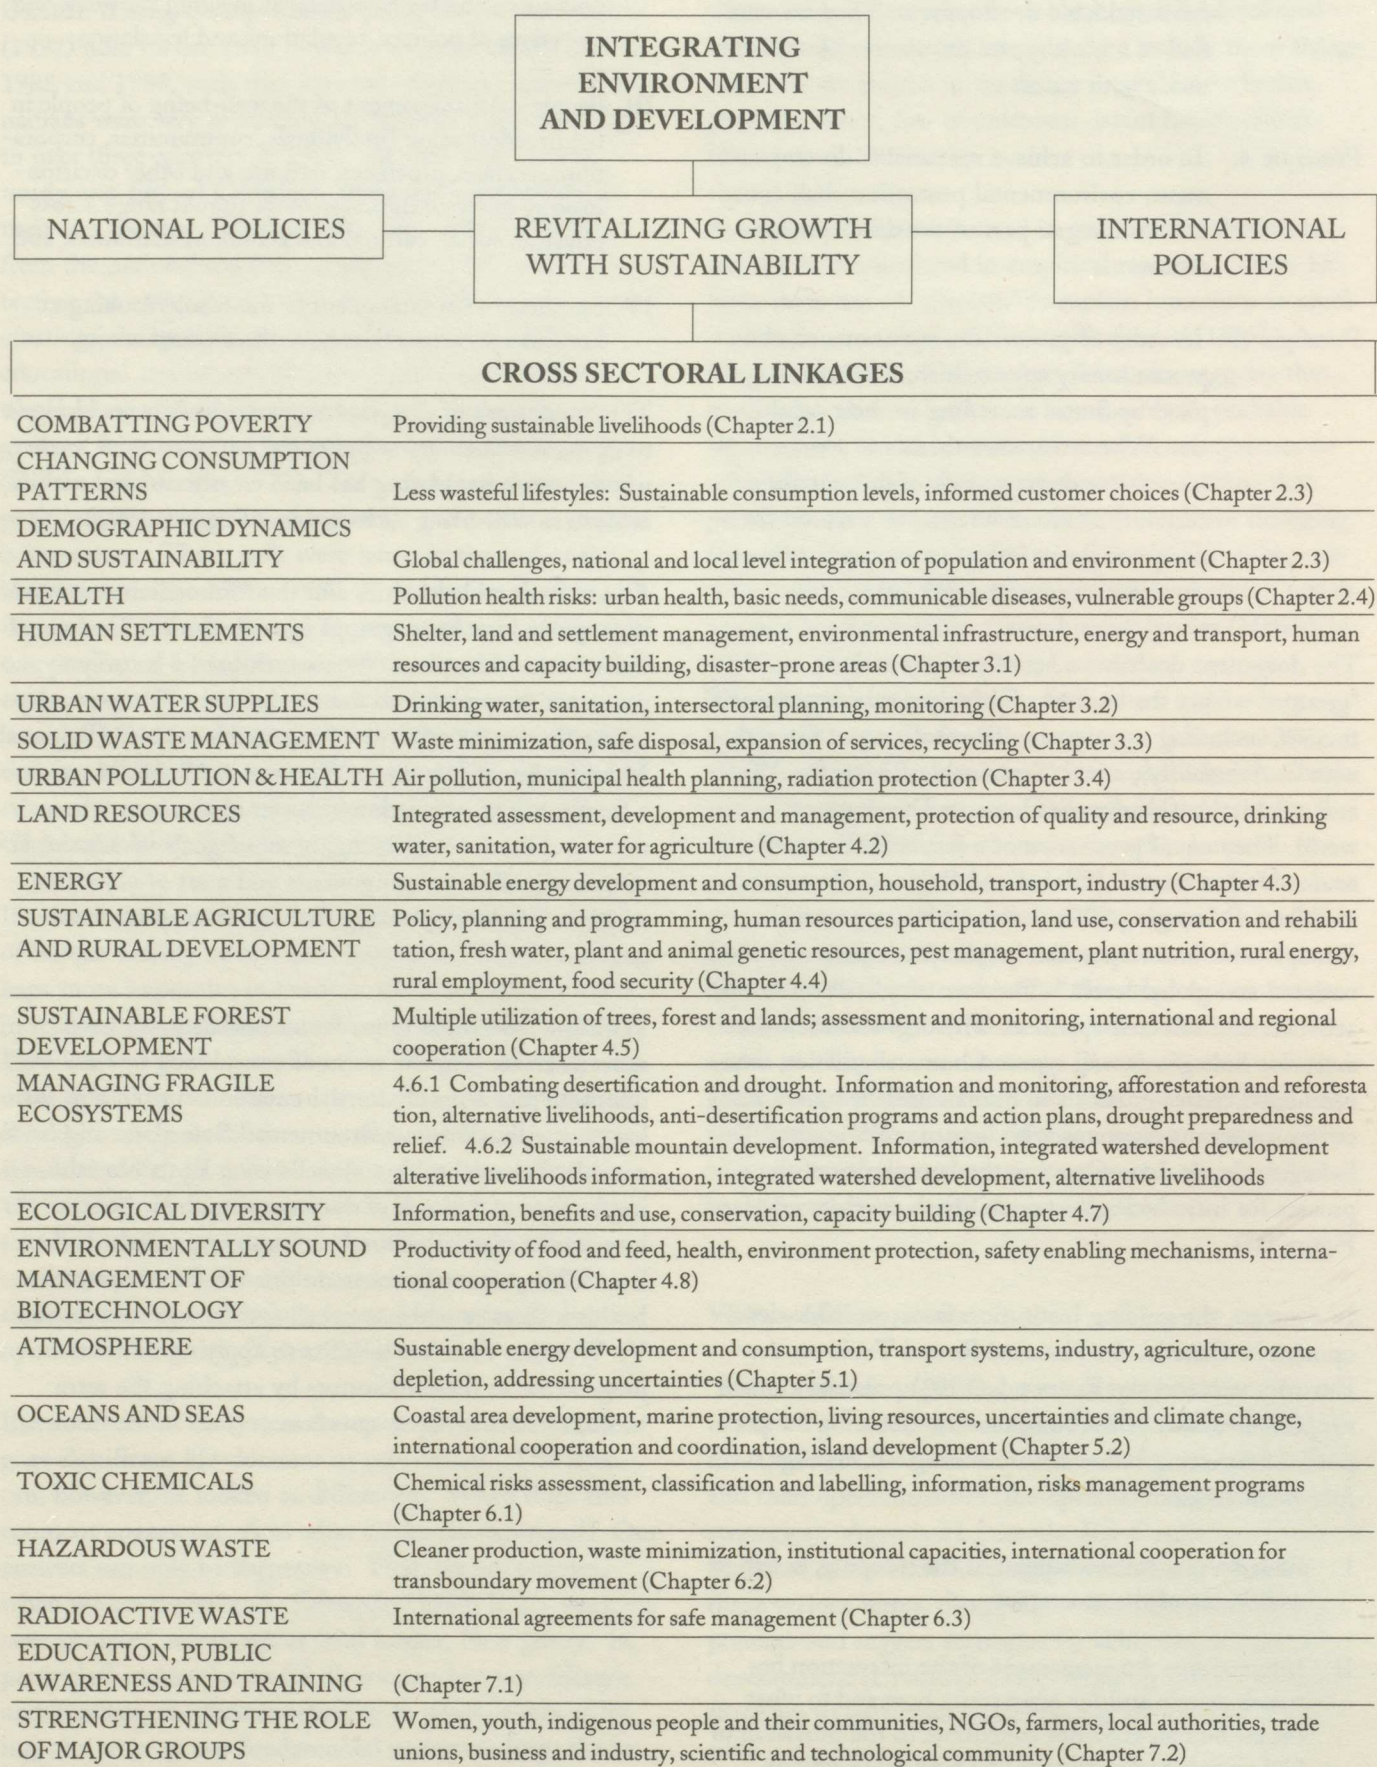 INTEGRATING
ENVIRONMENT
AND DEVELOPMENT
NATIONAL POLICIES
REVITALIZING GROWTH
WITH SUSTAINABILITY
INTERNATIONAL
POLICIES
CROSS SECTORAL LINKAGES
COMBATTING POVERTY Providing sustainable livelihoods (Chapter 2.1)
CHANGING CONSUMPTION
PATTERNS Less wasteful lifestyles: Sustainable consumption levels, informed customer choices (Chapter 2.3)
DEMOGRAPHIC DYNAMICS
AND SUSTAINABILITY Global challenges, national and local level integration of population and environment (Chapter 2.3)
HEALTH Pollution health risks: urban health, basic needs, communicable diseases, vulnerable groups (Chapter 2.4)
HUMAN SETTLEMENTS Shelter, land and settlement management, environmental infrastructure, energy and transport, human
resources and capacity building, disaster-prone areas (Chapter 3.1)
URBAN WATER SUPPLIES Drinking water, sanitation, intersectoral planning, monitoring (Chapter 3.2)
SOLID WASTE MANAGEMENT Waste minimization, safe disposal, expansion of services, recycling (Chapter 3.3)
URBAN POLLUTION & HEALTH Air pollution, municipal health planning, radiation protection (Chapter 3.4)
LAND RESOURCES Integrated assessment, development and management, protection of quality and resource, drinking
water, sanitation, water for agriculture (Chapter 4.2)
ENERGY Sustainable energy development and consumption, household, transport, industry (Chapter 4.3)
SUSTAINABLE AGRICULTURE Policy, planning and programming, human resources participation, land use, conservation and rehabili
AND RURAL DEVELOPMENT tation, fresh water, plant and animal genetic resources, pest management, plant nutrition, rural energy,
rural employment, food security (Chapter 4.4)
SUSTAINABLE FOREST Multiple utilization of trees, forest and lands; assessment and monitoring, international and regional
DEVELOPMENT cooperation (Chapter 4.5)
MANAGING FRAGILE 4.6.1 Combating desertification and drought. Information and monitoring, afforestation and reforesta
ECOSYSTEMS tion, alternative livelihoods, anti-desertification programs and action plans, drought preparedness and
relief. 4.6.2 Sustainable mountain development. Information, integrated watershed development
alterative livelihoods information, integrated watershed development, alternative livelihoods
ECOLOGICAL DIVERSITY Information, benefits and use, conservation, capacity building (Chapter 4.7)
ENVIRONMENTALLY SOUND Productivity of food and feed, health, environment protection, safety enabling mechanisms, interna-
MANAGEMENT OF tional cooperation (Chapter 4.8)
BIOTECHNOLOGY
ATMOSPHERE Sustainable energy development and consumption, transport systems, industry, agriculture, ozone
depletion, addressing uncertainties (Chapter 5.1)
OCEANS AND SEAS Coastal area development, marine protection, living resources, uncertainties and climate change,
international cooperation and coordination, island development (Chapter 5.2)
TOXIC CHEMICALS Chemical risks assessment, classification and labelling, information, risks management programs
(Chapter 6.1)
HAZARDOUS WASTE Cleaner production, waste minimization, institutional capacities, international cooperation for
transboundary movement (Chapter 6.2)
RADIOACTIVE WASTE International agreements for safe management (Chapter 6.3)
EDUCATION, PUBLIC
AWARENESS AND TRAINING (Chapter 7.1)
STRENGTHENING THE ROLE Women, youth, indigenous people and their communities, NGOs, farmers, local authorities, trade
OF MAJOR GROUPS unions, business and industry, scientific and technological community (Chapter 7.2)